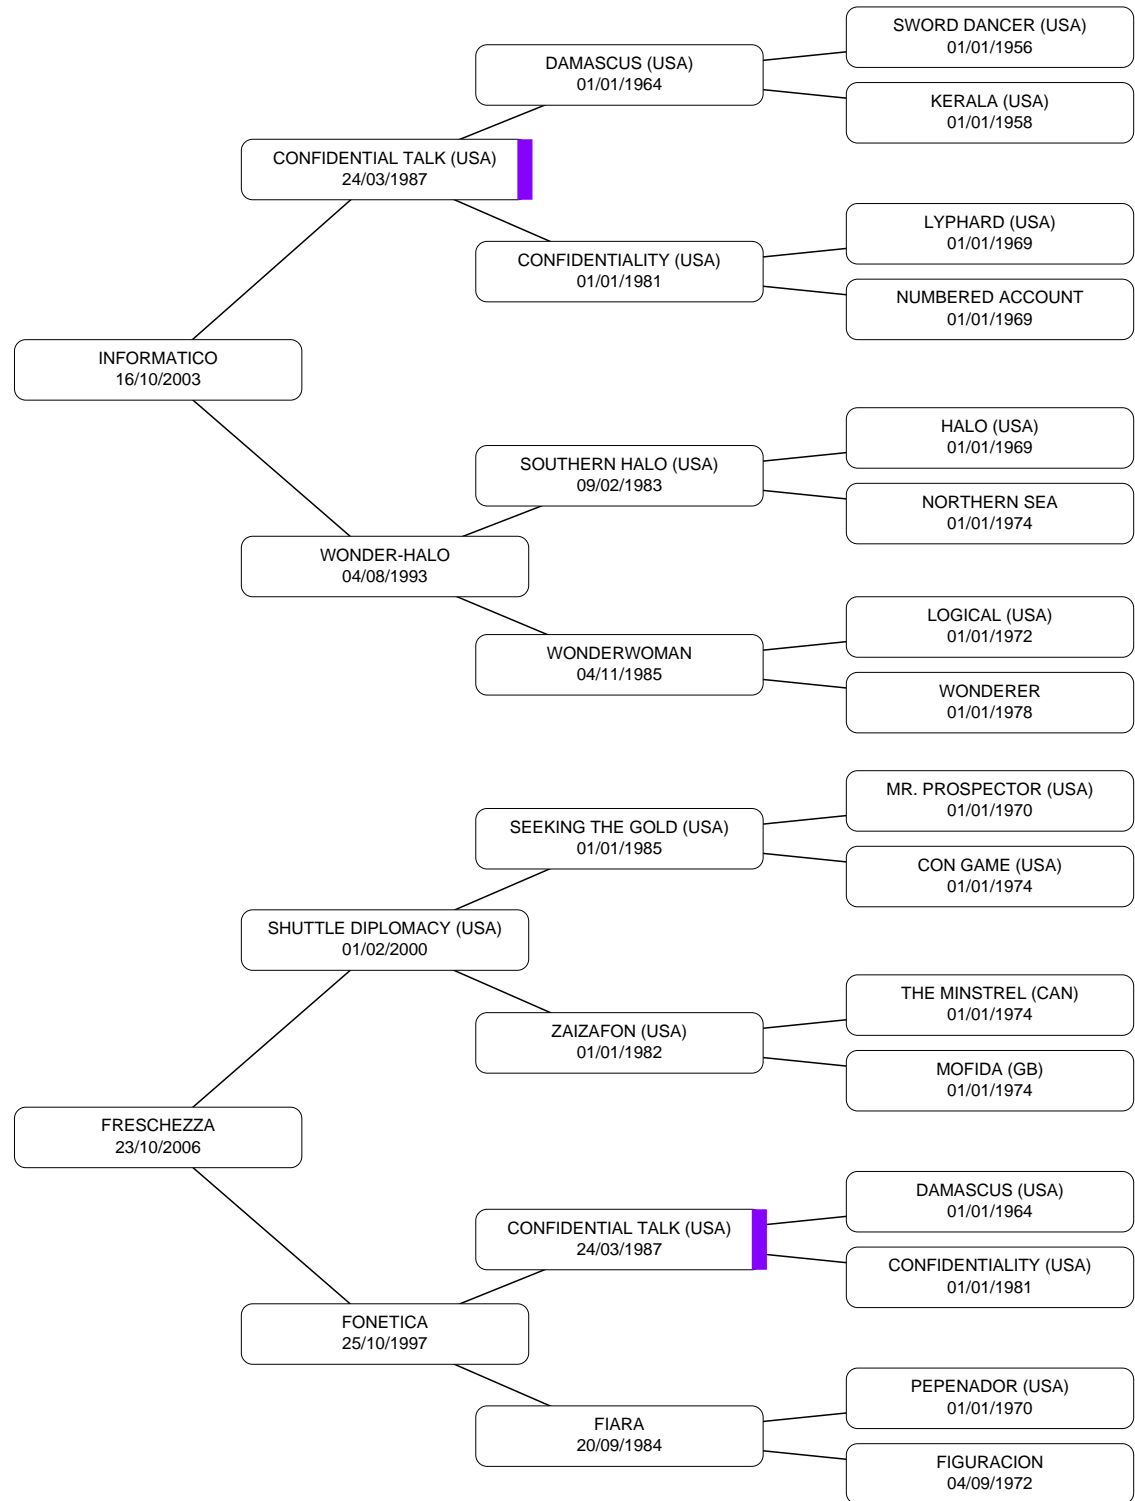 SWORD DANCER (USA)
01/01/1956
DAMASCUS (USA)
01/01/1964
KERALA (USA)
01/01/1958
CONFIDENTIAL TALK (USA)
24/03/1987
LYPHARD (USA)
01/01/1969
CONFIDENTIALITY (USA)
01/01/1981
NUMBERED ACCOUNT
01/01/1969
INFORMATICO
16/10/2003
HALO (USA)
01/01/1969
SOUTHERN HALO (USA)
09/02/1983
NORTHERN SEA
01/01/1974
WONDER-HALO
04/08/1993
LOGICAL (USA)
01/01/1972
WONDERWOMAN
04/11/1985
WONDERER
01/01/1978
MR. PROSPECTOR (USA)
01/01/1970
SEEKING THE GOLD (USA)
01/01/1985
CON GAME (USA)
01/01/1974
SHUTTLE DIPLOMACY (USA)
01/02/2000
THE MINSTREL (CAN)
01/01/1974
ZAIZAFON (USA)
01/01/1982
MOFIDA (GB)
01/01/1974
FRESCHEZZA
23/10/2006
DAMASCUS (USA)
01/01/1964
CONFIDENTIAL TALK (USA)
24/03/1987
CONFIDENTIALITY (USA)
01/01/1981
FONETICA
25/10/1997
PEPENADOR (USA)
01/01/1970
FIARA
20/09/1984
FIGURACION
04/09/1972